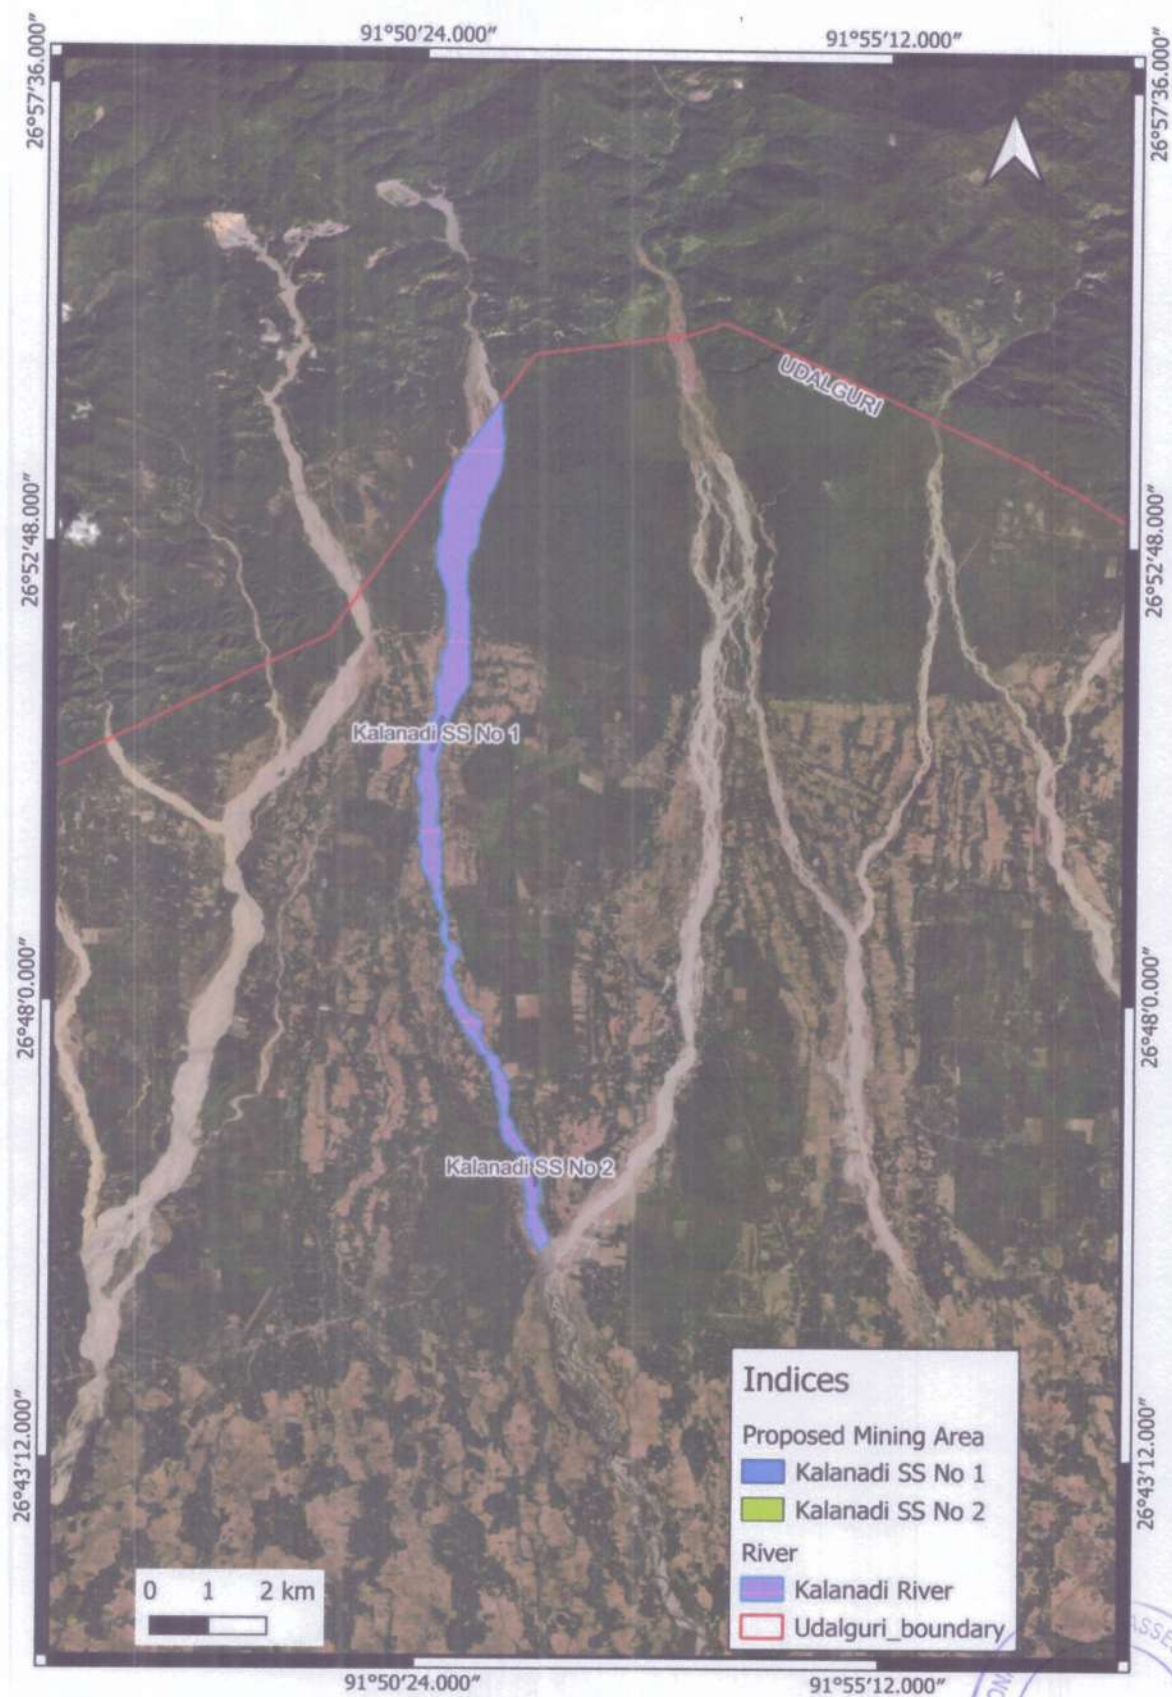 91°50′24.000″
91°55′12.000″
26°57′36.000″
26°57′36.000″
UDALGURI
26°52′48.000″
26°52′48.000″
Kalanadi SS No 1
26°48′0.000″
26°48′0.000″
Kalanadi SS No 2
26°43′12.000″
26°43′12.000″
Indices
Proposed Mining Area
Kalanadi SS No 1
Kalanadi SS No 2
River
Kalanadi River
Udalguri_boundary
0 1 2 km
91°50′24.000″
91°55′12.000″